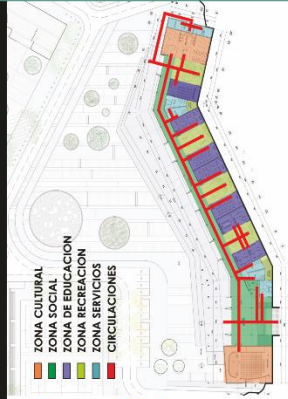 ZONA CULTURAL
ZONA SOCIAL
ZONA DE EDUCACION
ZONA RECREACION
ZONA SERVICIOS
CIRCULACIONES